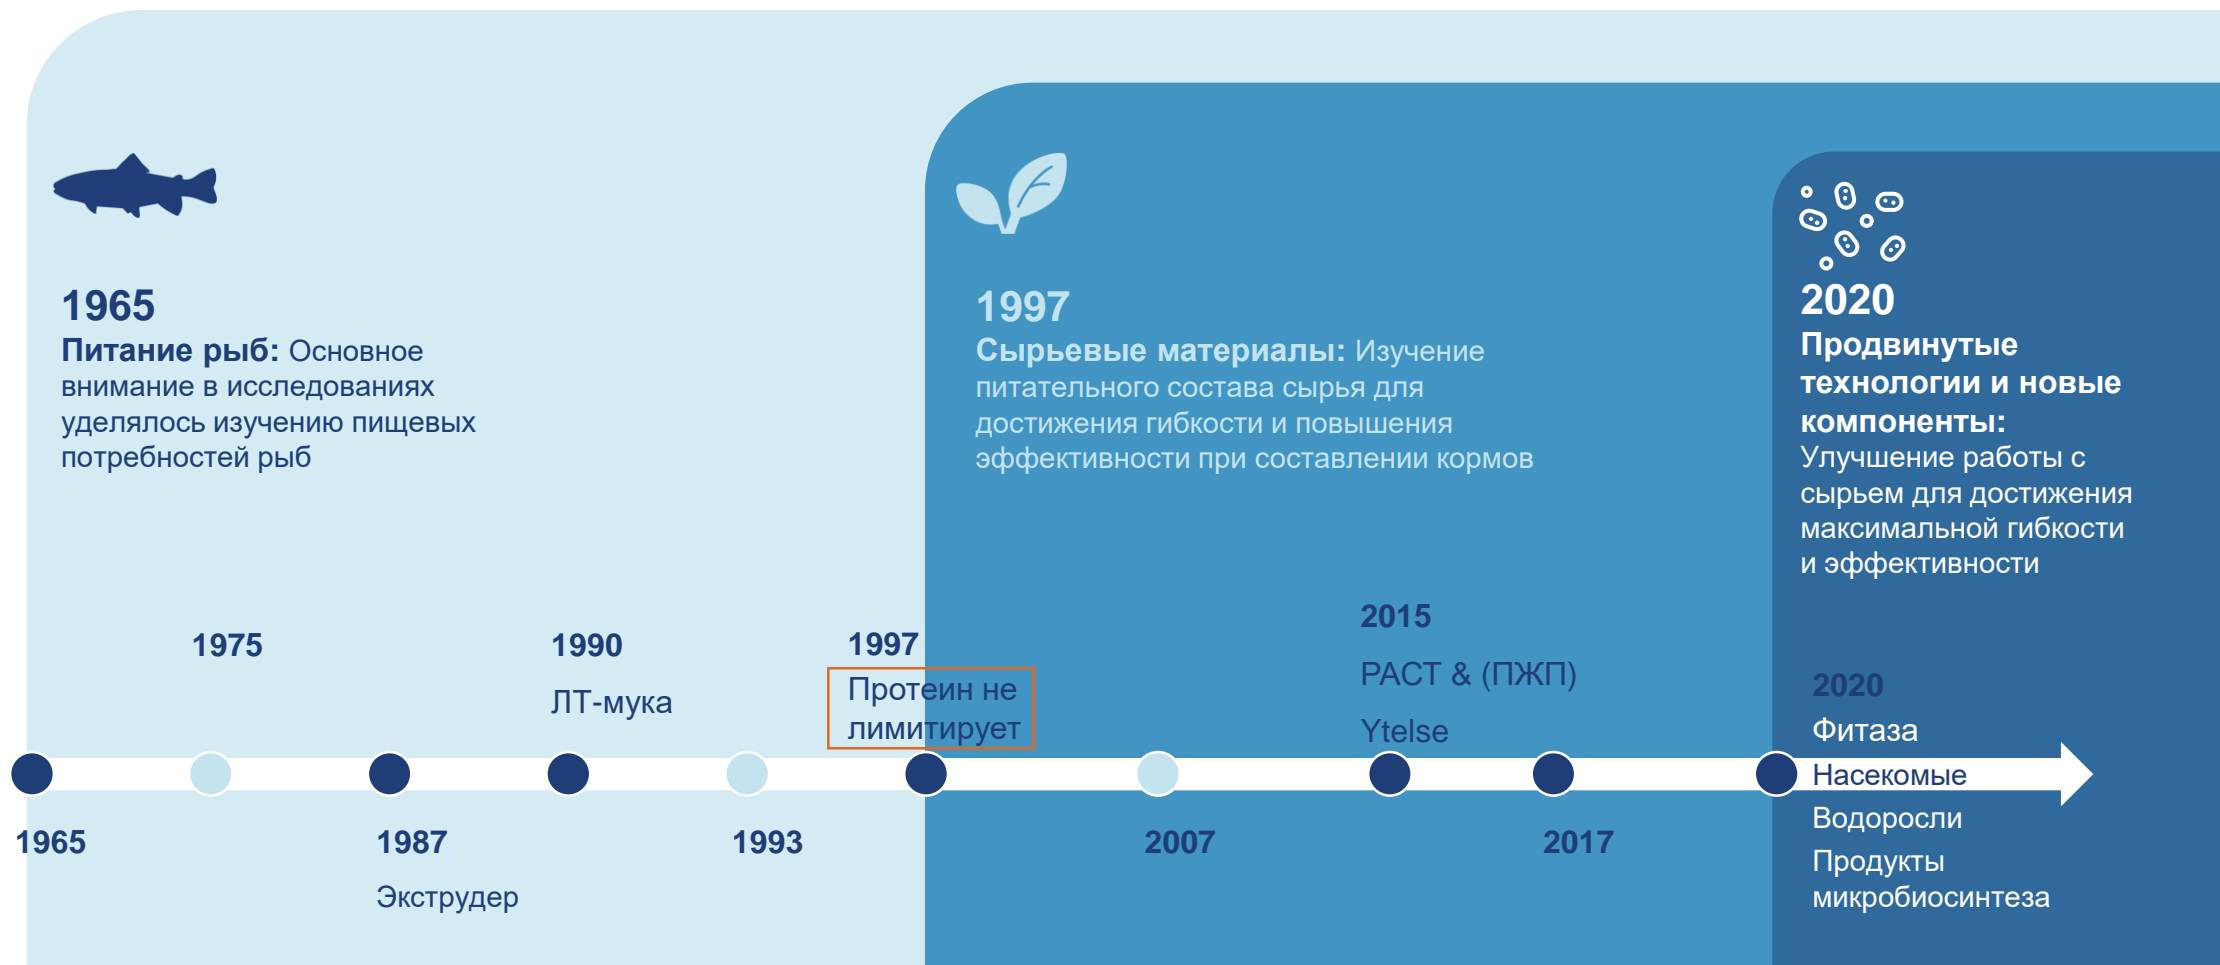 1965
Питание рыб: Основное
внимание в исследованиях
уделялось изучению пищевых
потребностей рыб
1997
Сырьевые материалы: Изучение
питательного состава сырья для
достижения гибкости и повышения
эффективности при составлении кормов
2020
Продвинутые
технологии и новые
компоненты:
Улучшение работы с
сырьем для достижения
максимальной гибкости
и эффективности
1965
1975
1987
Экструдер
1990
ЛТ-мука
1993
1997
Протеин не
лимитирует
2007
2015
РАСТ & (ПЖП)
Ytelse
2017
2020
Фитаза
Насекомые
Водоросли
Продукты
микробиосинтеза